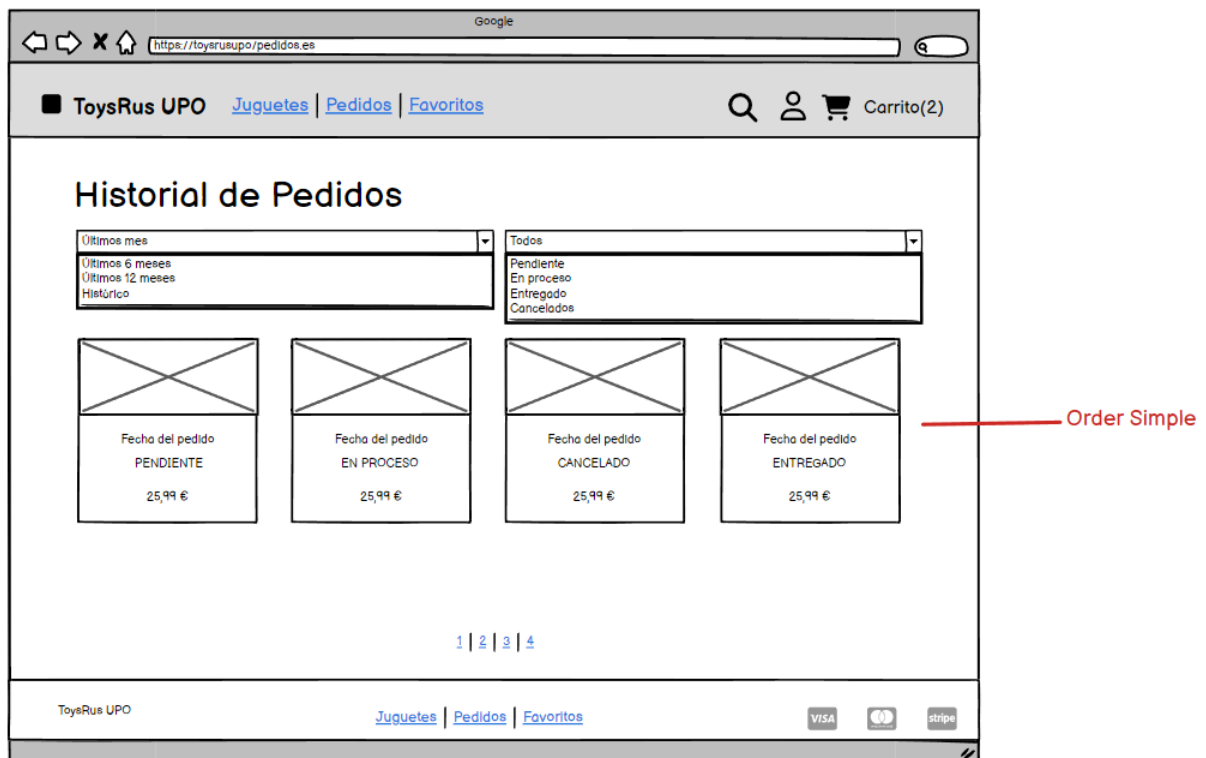 Google
https://toysrusupo/pedidos.es
ToysRus UPO Juguetes | Pedidos | Favoritos Carrito(2)
Historial de Pedidos
Últimos mes
Últimos 6 meses
Últimos 12 meses
Histórico
Todos
Pendiente
En proceso
Entregado
Cancelados
Fecha del pedido
PENDIENTE
25,99 €
Fecha del pedido
EN PROCESO
25,99 €
Fecha del pedido
CANCELADO
25,99 €
Fecha del pedido
ENTREGADO
25,99 €
Order Simple
1 | 2 | 3 | 4
ToysRus UPO Juguetes | Pedidos | Favoritos VISA stripe